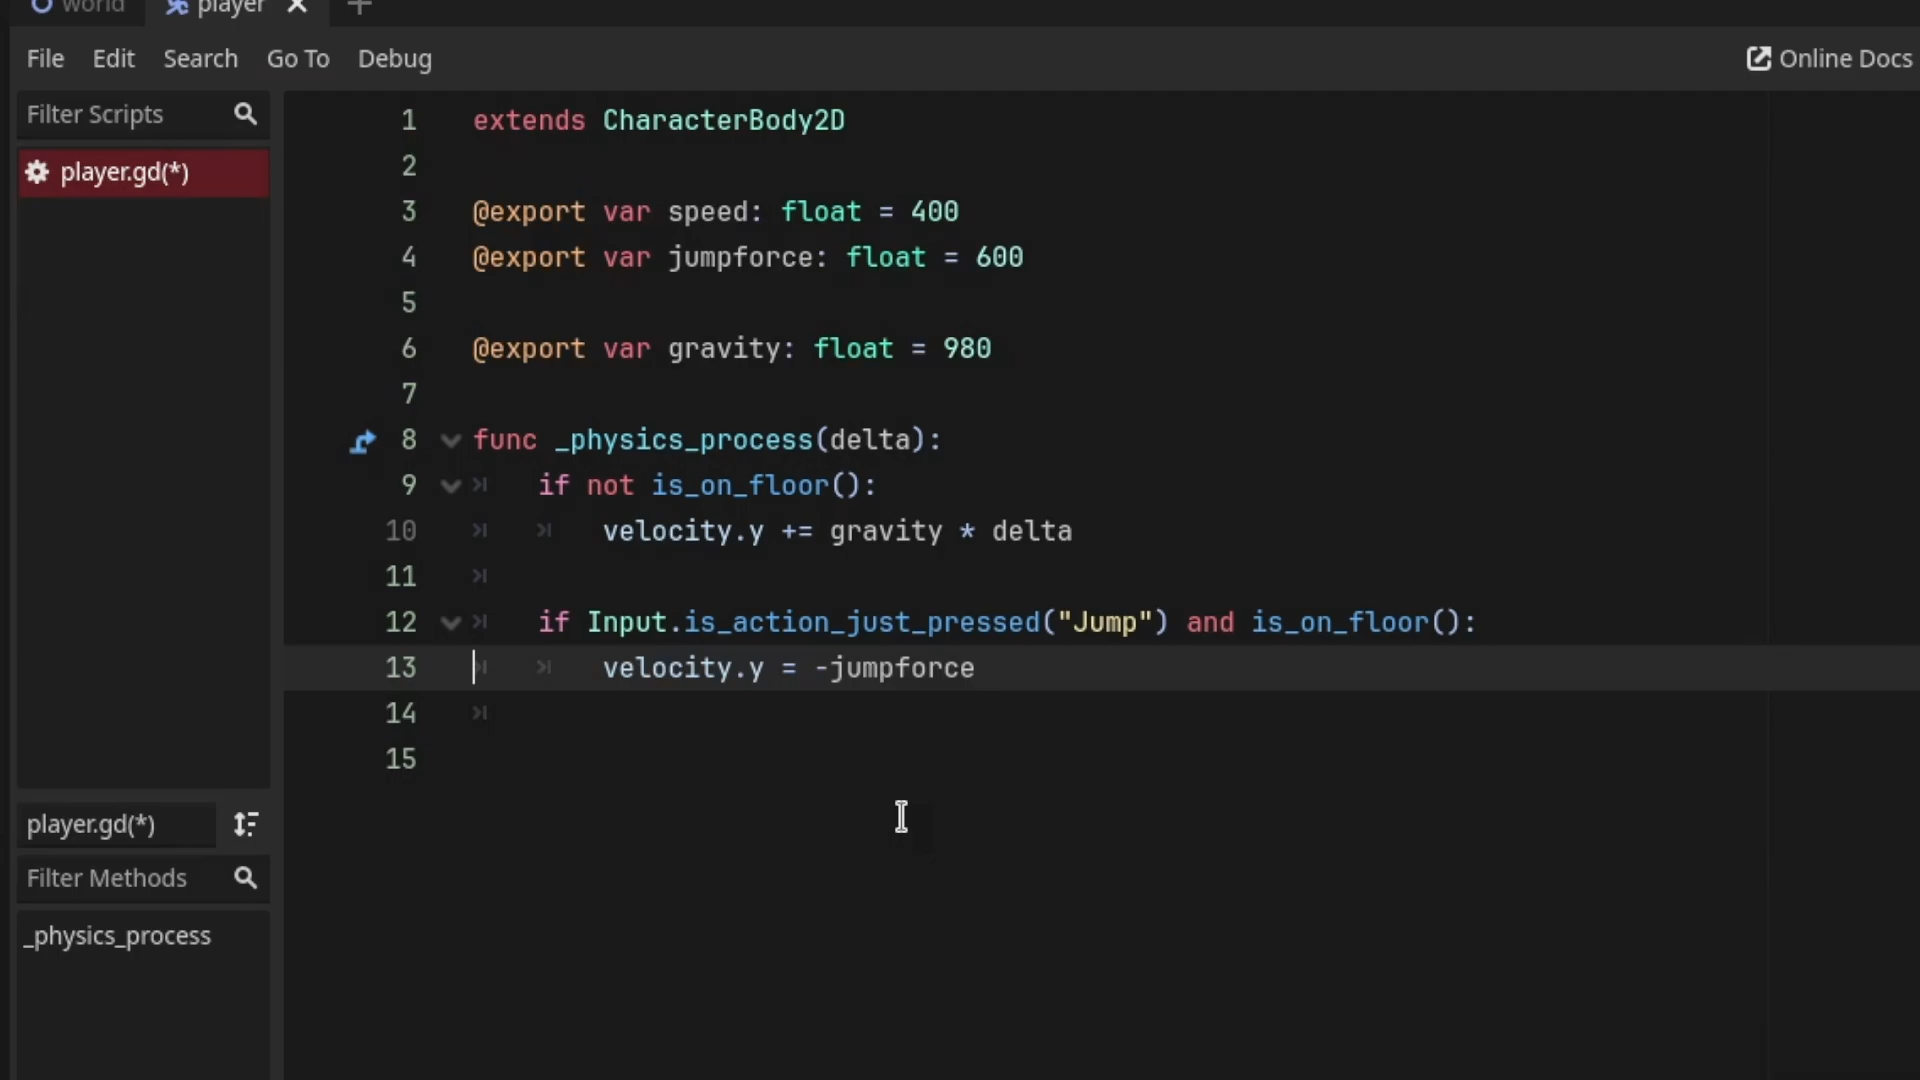 world player
File Edit Search Go To Debug Online Docs
Filter Scripts
player.gd(*)
1 extends CharacterBody2D
2
3 @export var speed: float = 400
4 @export var jumpforce: float = 600
5
6 @export var gravity: float = 980
7
8 func _physics_process(delta):
9 if not is_on_floor():
10 velocity.y += gravity * delta
11
12 if Input.is_action_just_pressed("Jump") and is_on_floor():
13 velocity.y = -jumpforce
14
15
player.gd(*)
Filter Methods
_physics_process